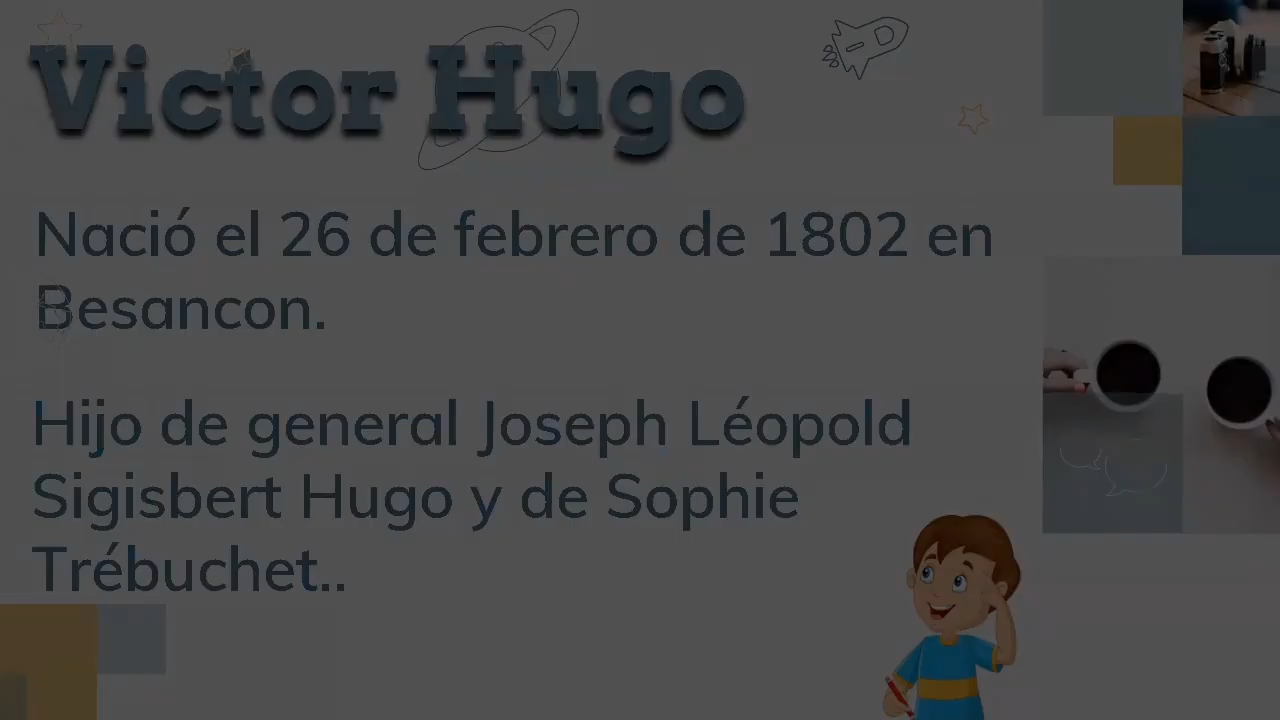 Victor Hugo
Nació el 26 de febrero de 1802 en
Besancon.
Hijo de general Joseph Léopold
Sigisbert Hugo y de Sophie
Trébuchet..